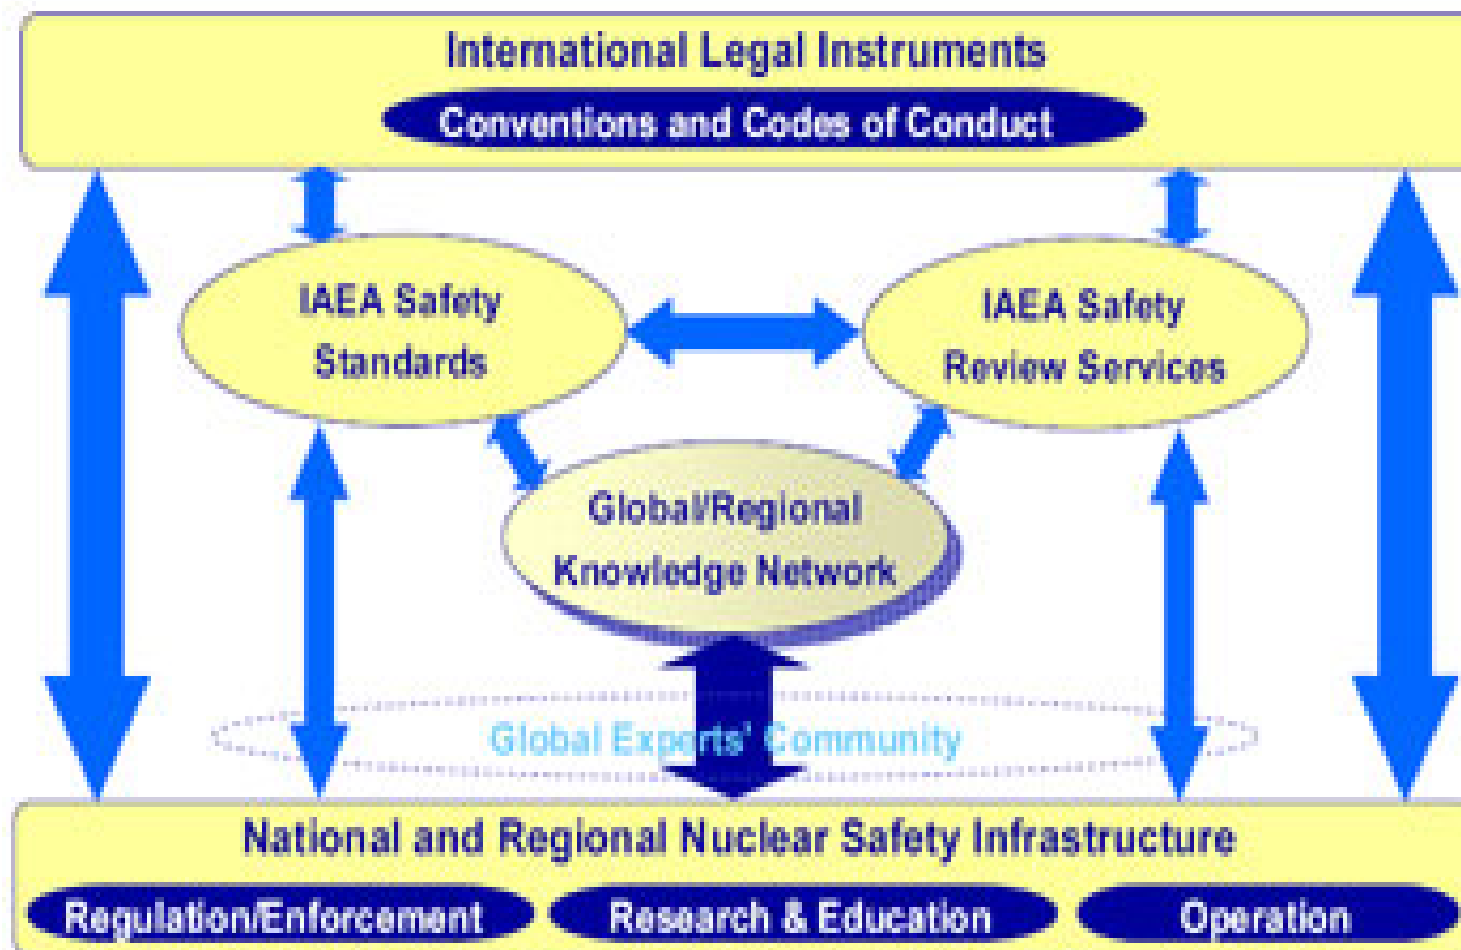 International Legal Instruments
Conventions and Codes of Conduct
IAEA Safety
Standards
IAEA Safety
Review Services
Global/Regional
Knowledge Network
Global Experts' Community
National and Regional Nuclear Safety Infrastructure
Regulation/Enforcement
Research & Education
Operation